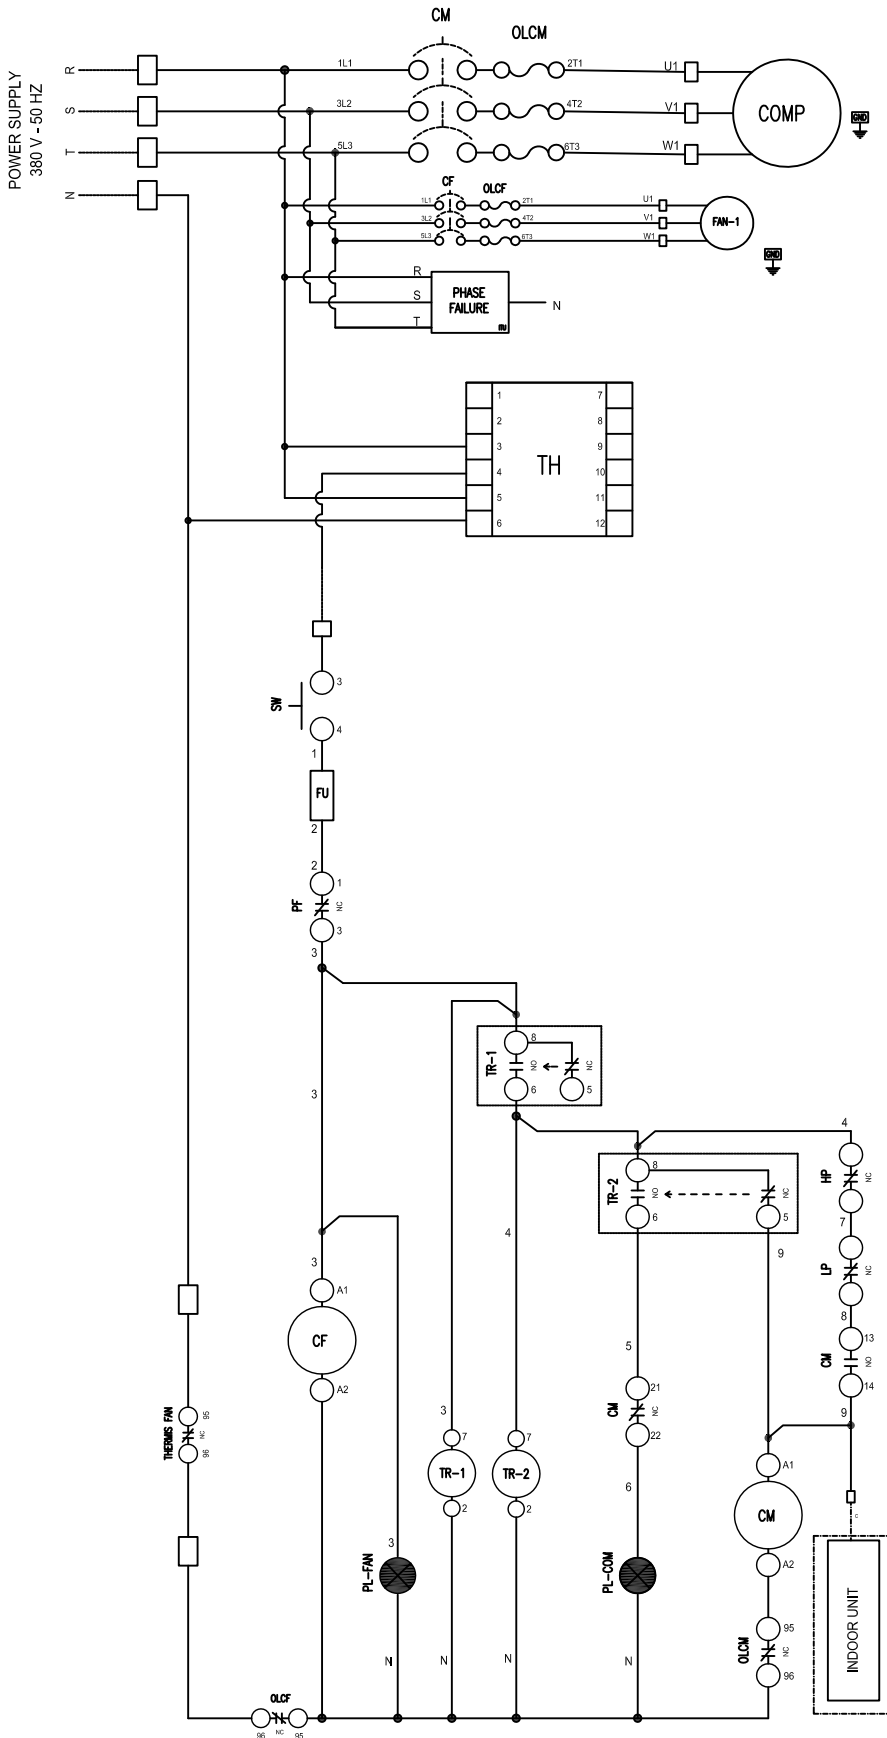 CM
OLCM
POWER SUPPLY
380 V - 50 HZ
R
1L1
2T1
U1
S
3L2
4T2
V1
COMP
GND
T
5L3
6T3
W1
N
CF
OLCF
1L1
2T1
U1
3L2
4T2
V1
FAN-1
5L3
6T3
W1
GND
R
S
T
PHASE
FAILURE
N
1
7
2
8
3
9
TH
4
10
5
11
6
12
SW
3
4
1
FU
2
2
PF
1
NC
3
3
3
TR-1
8
NO
NC
6
5
4
HP
NC
7
TR-2
8
NO
NC
6
5
LP
NC
8
4
9
3
A1
CF
A2
CM
13
NO
14
9
5
CM
21
NC
22
6
THERMIS FAN
95
NC
96
3
7
TR-1
2
7
TR-2
2
A1
CM
A2
C
INDOOR UNIT
3
PL-FAN
PL-COM
OLCM
95
NC
96
N
N
N
N
OLCF
96
NC
95